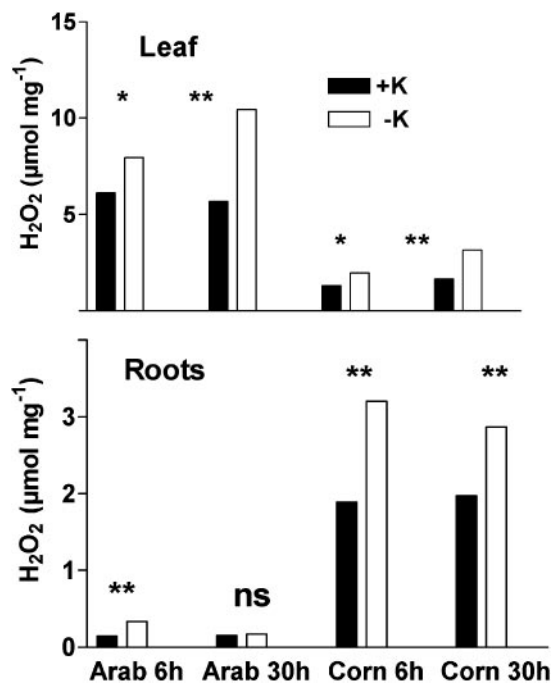 15
Leaf
+K
-K
* **
10
H₂O₂ (µmol mg⁻¹)
5
* **
Roots
** **
3
H₂O₂ (µmol mg⁻¹)
2
1
** ns
0
Arab 6h Arab 30h Corn 6h Corn 30h